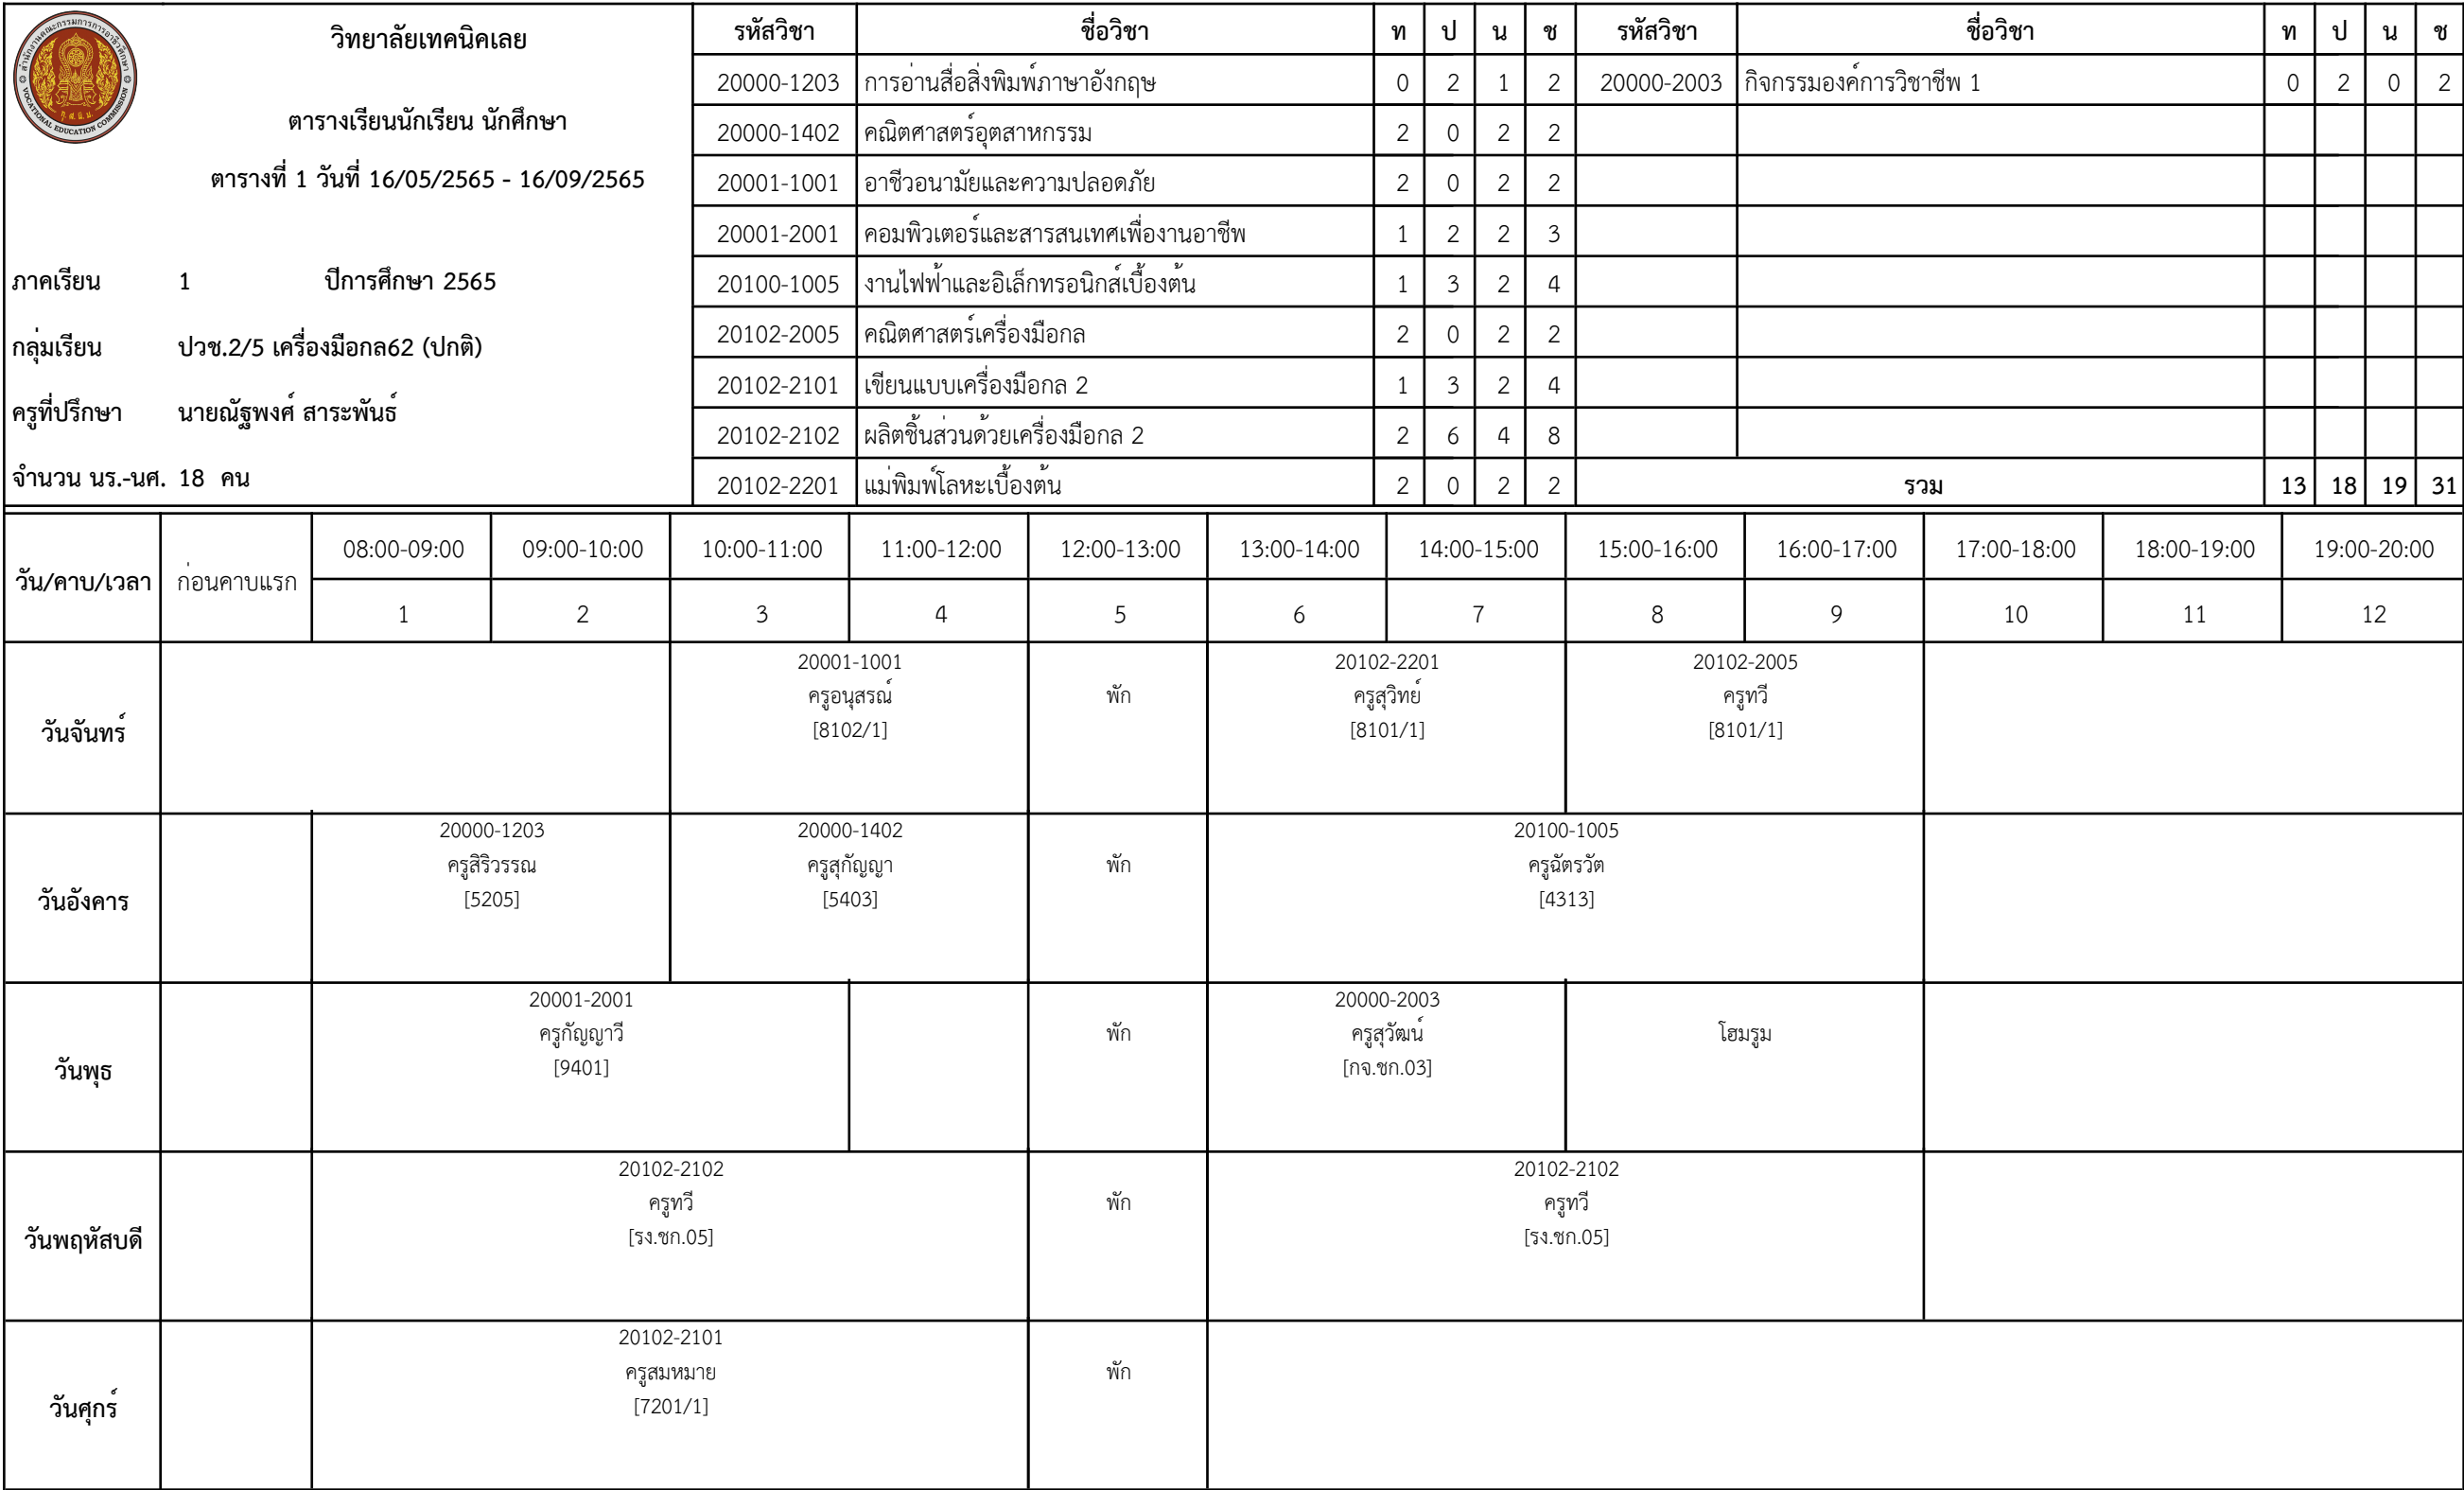 วิทยาลัยเทคนิคเลย
ตารางเรียนนักเรียน นักศึกษา
ตารางที่ 1 วันที่ 16/05/2565 - 16/09/2565
ภาคเรียน 1 ปีการศึกษา 2565
กลุ่มเรียน ปวช.2/5 เครื่องมือกล62 (ปกติ)
ครูที่ปรึกษา นายณัฐพงศ์ สาระพันธ์
จำนวน นร.-นศ. 18 คน
รหัสวิชา ชื่อวิชา ท ป น ช รหัสวิชา ชื่อวิชา ท ป น ช
20000-1203 การอ่านสื่อสิ่งพิมพ์ภาษาอังกฤษ 0 2 1 2 20000-2003 กิจกรรมองค์การวิชาชีพ 1 0 2 0 2
20000-1402 คณิตศาสตร์อุตสาหกรรม 2 0 2 2
20001-1001 อาชีวอนามัยและความปลอดภัย 2 0 2 2
20001-2001 คอมพิวเตอร์และสารสนเทศเพื่องานอาชีพ 1 2 2 3
20100-1005 งานไฟฟ้าและอิเล็กทรอนิกส์เบื้องต้น 1 3 2 4
20102-2005 คณิตศาสตร์เครื่องมือกล 2 0 2 2
20102-2101 เขียนแบบเครื่องมือกล 2 1 3 2 4
20102-2102 ผลิตชิ้นส่วนด้วยเครื่องมือกล 2 2 6 4 8
20102-2201 แม่พิมพ์โลหะเบื้องต้น 2 0 2 2 รวม 13 18 19 31
วัน/คาบ/เวลา ก่อนคาบแรก 08:00-09:00 09:00-10:00 10:00-11:00 11:00-12:00 12:00-13:00 13:00-14:00 14:00-15:00 15:00-16:00 16:00-17:00 17:00-18:00 18:00-19:00 19:00-20:00
1 2 3 4 5 6 7 8 9 10 11 12
วันจันทร์
20001-1001
ครูอนุสรณ์
[8102/1]
พัก
20102-2201
ครูสุวิทย์
[8101/1]
20102-2005
ครูทวี
[8101/1]
วันอังคาร
20000-1203
ครูสิริวรรณ
[5205]
20000-1402
ครูสุกัญญา
[5403]
พัก
20100-1005
ครูฉัตรวัต
[4313]
วันพุธ
20001-2001
ครูกัญญาวี
[9401]
พัก
20000-2003
ครูสุวัฒน์
[กจ.ชก.03]
โฮมรูม
วันพฤหัสบดี
20102-2102
ครูทวี
[รง.ชก.05]
พัก
20102-2102
ครูทวี
[รง.ชก.05]
วันศุกร์
20102-2101
ครูสมหมาย
[7201/1]
พัก